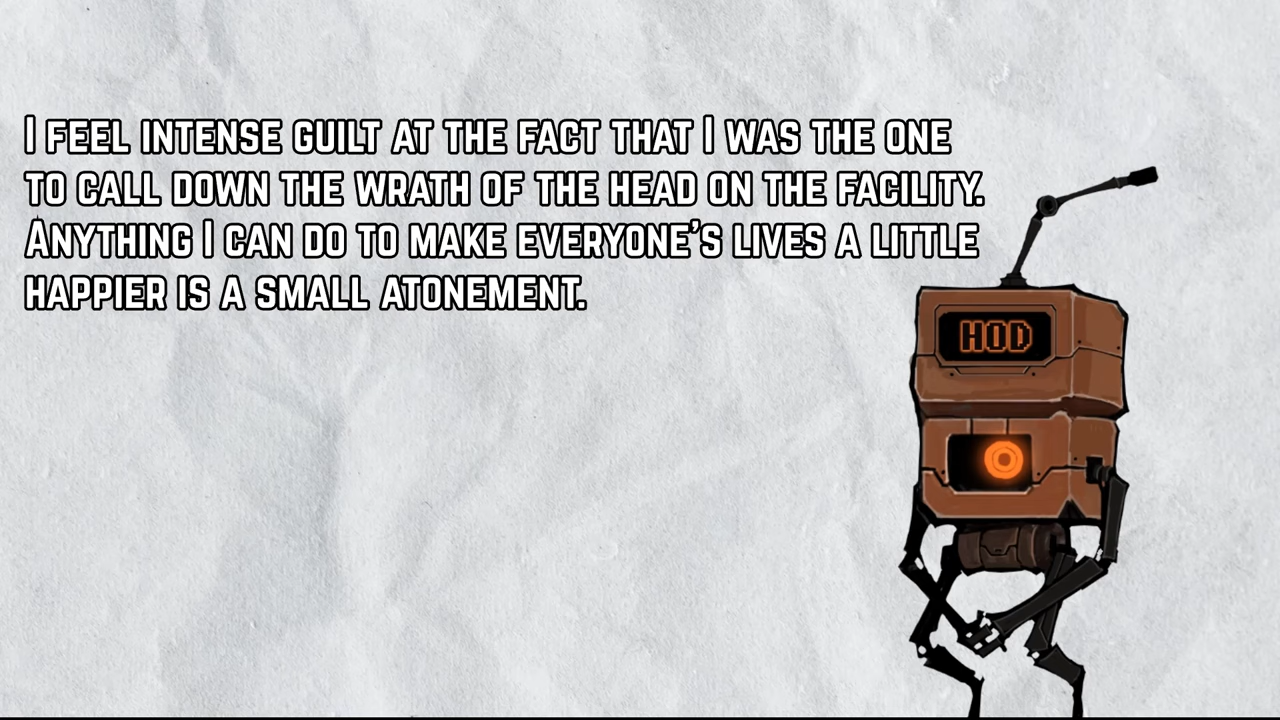 I feel intense guilt at the fact that I was the one
to call down the wrath of the head on the facility.
Anything I can do to make everyone's lives a little
happier is a small atonement.
HOD